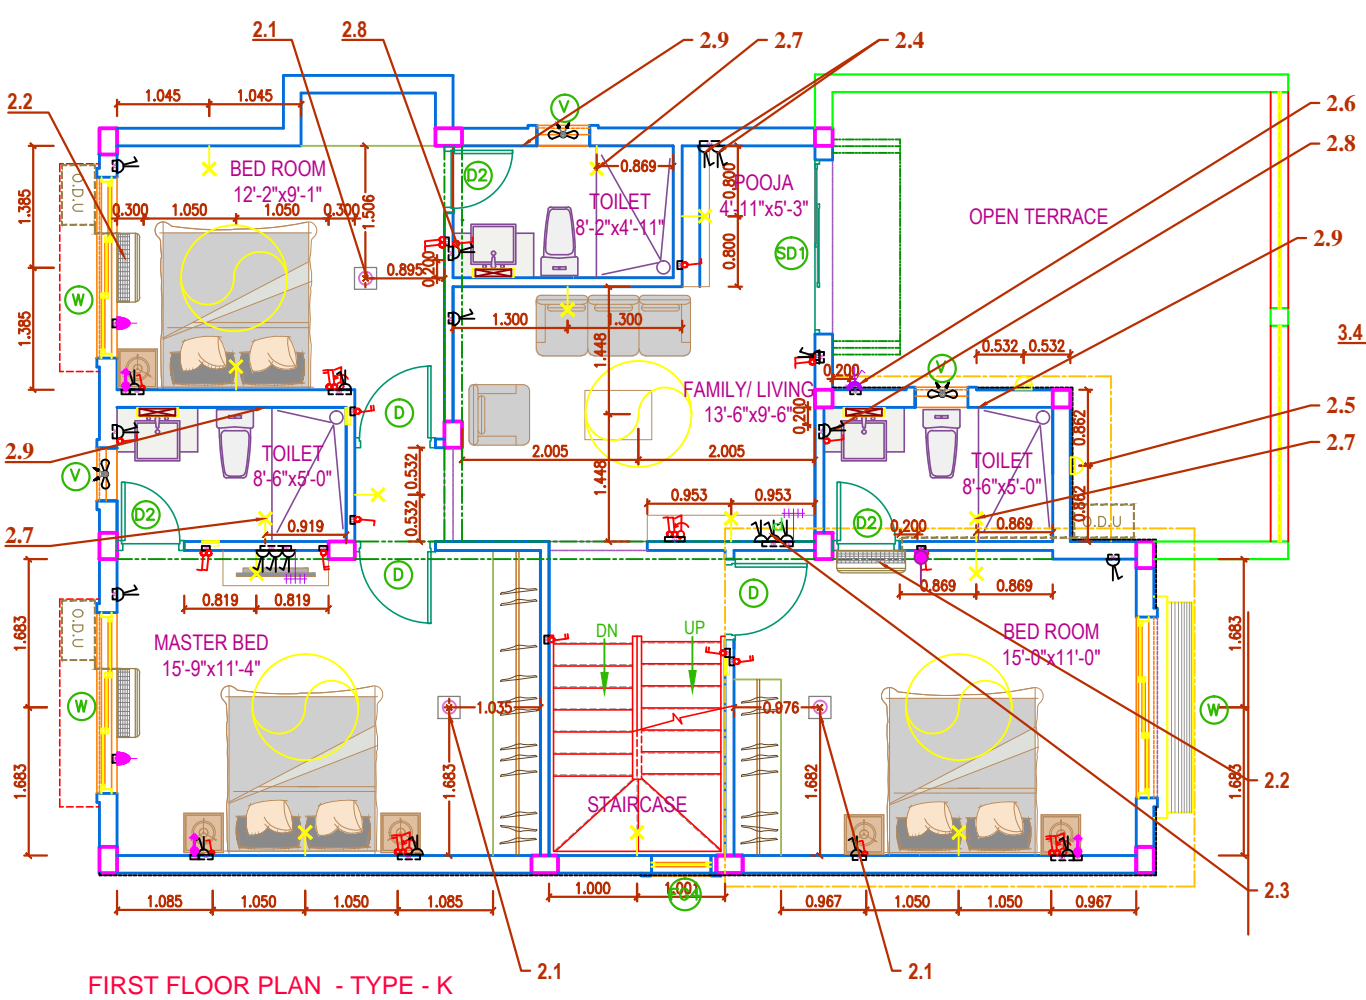 2.1
2.8
2.9
2.7
2.4
2.2
1.045
1.045
V
2.6
2.8
BED ROOM
12'-2"x9'-1"
D2
0.869
TOILET
8'-2"x4'-11"
POOJA
4'-11"x5'-3"
0.800
0.800
OPEN TERRACE
O.D.U
1.385
1.385
0.300
1.050
1.050
0.300
1.506
0.895
0.200
SD1
2.9
W
1.300
1.300
1.448
1.448
3.4
0.532
0.532
0.200
V
FAMILY/ LIVING
13'-6"x9'-6"
0.200
D
2.5
2.7
0.862
0.862
2.9
V
TOILET
8'-6"x5'-0"
2.005
2.005
0.532
0.532
TOILET
8'-6"x5'-0"
D2
0.919
0.953
0.953
D2
0.200
0.869
O.D.U
2.7
D
0.819
0.819
D
0.869
0.869
O.D.U
1.683
1.683
MASTER BED
15'-9"x11'-4"
DN
UP
BED ROOM
15'-0"x11'-0"
1.683
1.683
W
1.035
0.976
W
1.683
1.682
STAIRCASE
2.2
2.3
1.085
1.050
1.050
1.085
1.000
1.001
0.967
1.050
1.050
0.967
2.1
2.1
FIRST FLOOR PLAN - TYPE - K